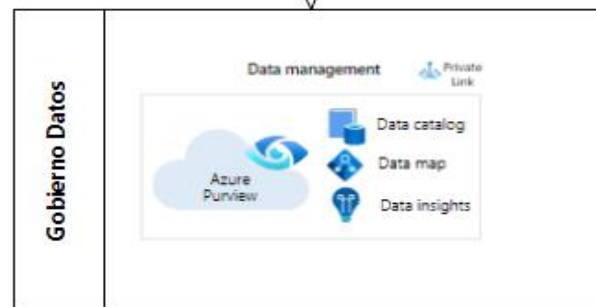 Gobierno Datos
Data management
Private
Link
Azure
Purview
Data catalog
Data map
Data insights